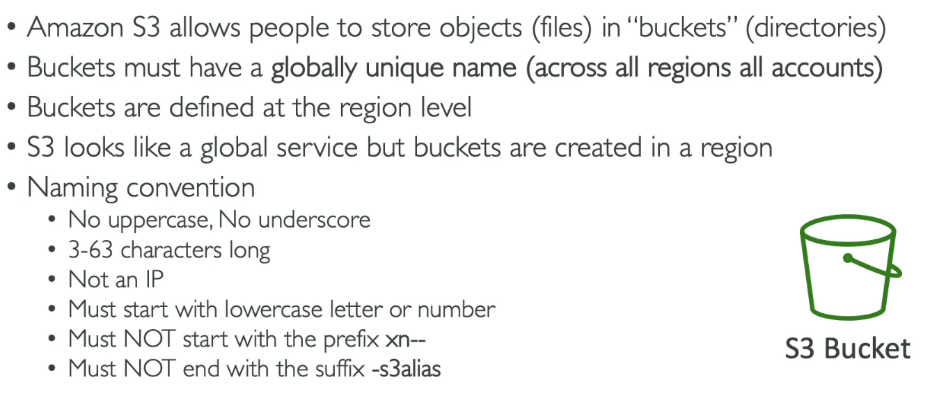 • Amazon S3 allows people to store objects (files) in “buckets” (directories)
• Buckets must have a globally unique name (across all regions all accounts)
• Buckets are defined at the region level
• S3 looks like a global service but buckets are created in a region
• Naming convention
• No uppercase, No underscore
• 3-63 characters long
• Not an IP
• Must start with lowercase letter or number
• Must NOT start with the prefix xn--
• Must NOT end with the suffix -s3alias
S3 Bucket